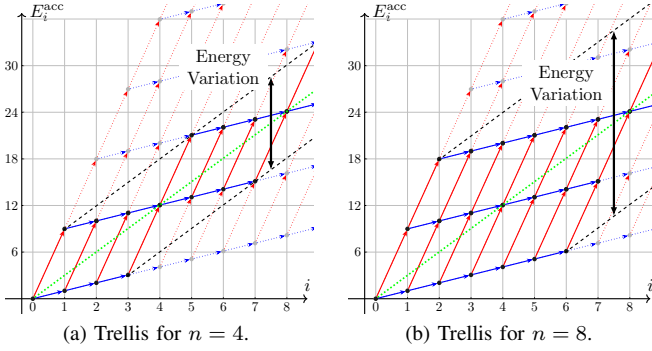 E_i^acc
36
30
24
18
12
6
0 1 2 3 4 5 6 7 8
i
Energy
Variation
(a) Trellis for n = 4.
E_i^acc
36
30
24
18
12
6
0 1 2 3 4 5 6 7 8
i
Energy
Variation
(b) Trellis for n = 8.